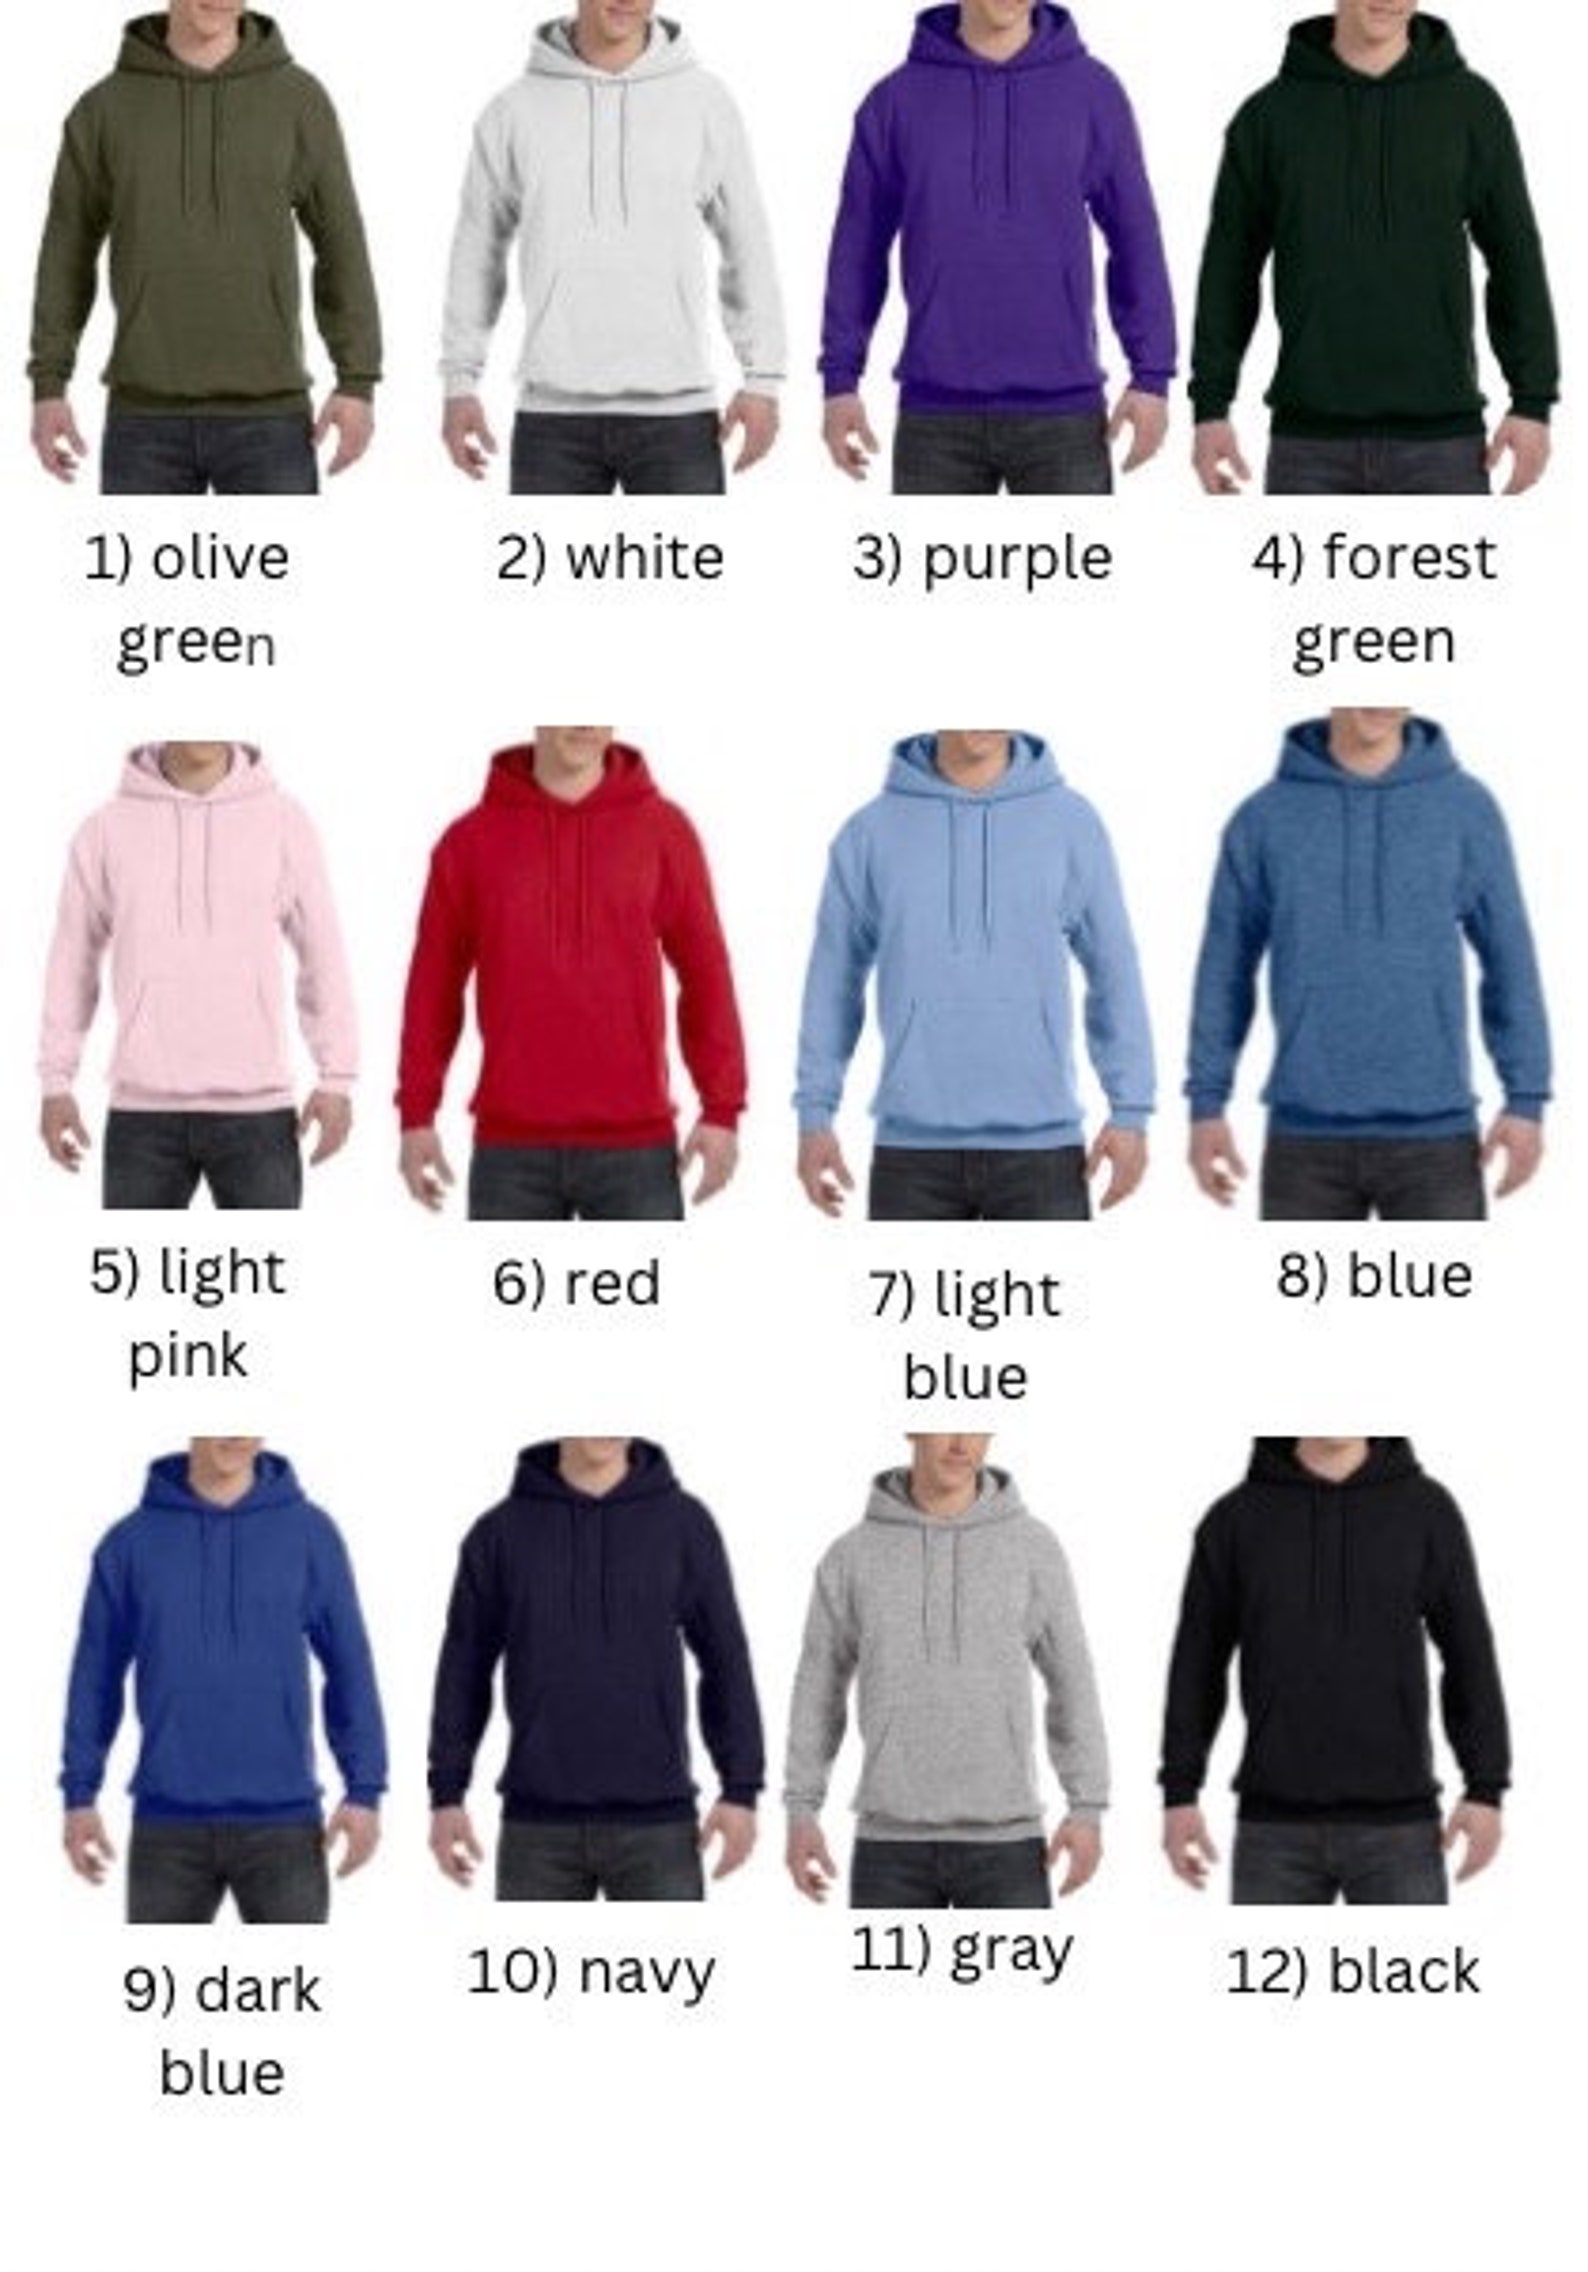 1) olive
green
2) white
3) purple
4) forest
green
5) light
pink
6) red
7) light
blue
8) blue
9) dark
blue
10) navy
11) gray
12) black